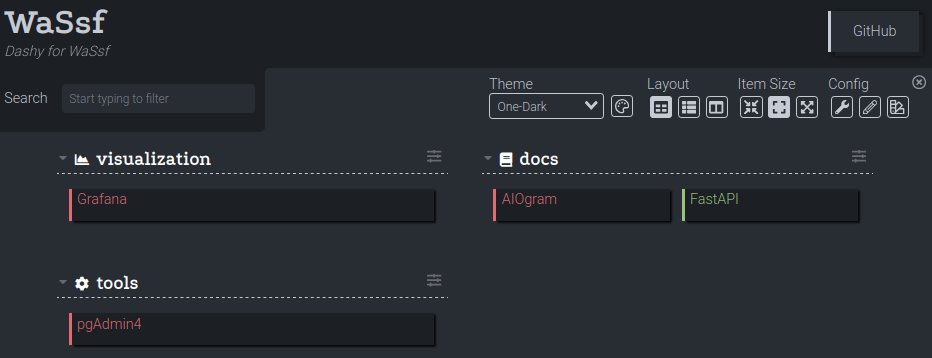 WaSsf
Dashy for WaSsf
GitHub
Search
Start typing to filter
Theme
One-Dark
Layout
Item Size
Config
visualization
Grafana
docs
AIOgram
FastAPI
tools
pgAdmin4